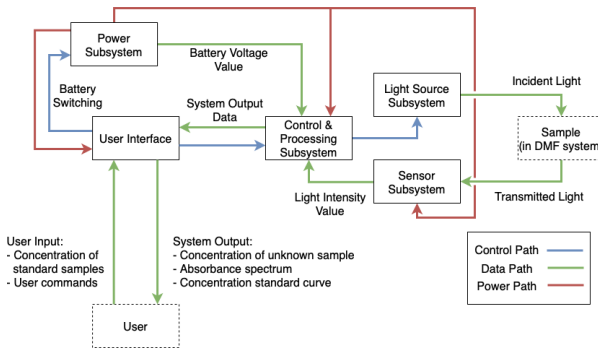 Power
Subsystem
Battery Voltage
Value
Battery
Switching
System Output
Data
User Interface
Control &
Processing
Subsystem
Light Source
Subsystem
Incident Light
Sample
(in DMF system
Sensor
Subsystem
Light Intensity
Value
Transmitted Light
User Input:
- Concentration of
standard samples
- User commands
System Output:
- Concentration of unknown sample
- Absorbance spectrum
- Concentration standard curve
Control Path
Data Path
Power Path
User